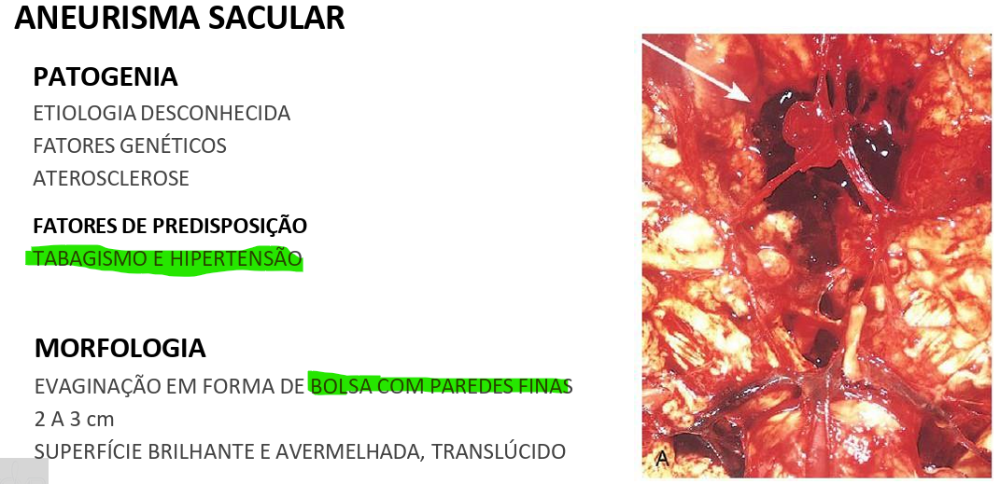 ANEURISMA SACULAR
PATOGENIA
ETIOLOGIA DESCONHECIDA
FATORES GENÉTICOS
ATEROSCLEROSE
FATORES DE PREDISPOSIÇÃO
TABAGISMO E HIPERTENSÃO
MORFOLOGIA
EVAGINAÇÃO EM FORMA DE BOLSA COM PAREDES FINAS
2 A 3 cm
SUPERFÍCIE BRILHANTE E AVERMELHADA, TRANSLÚCIDO
A